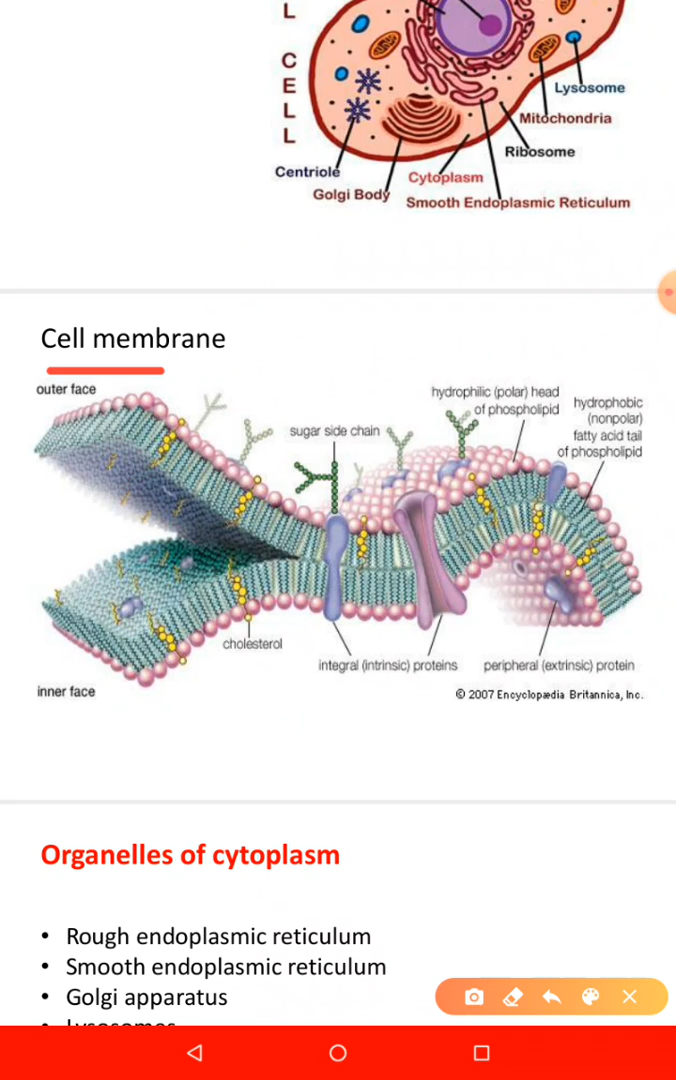 L
C
E
L
L
Lysosome
Mitochondria
Ribosome
Centriole
Cytoplasm
Golgi Body
Smooth Endoplasmic Reticulum
Cell membrane
outer face
hydrophilic (polar) head
of phospholipid
hydrophobic
(nonpolar)
fatty acid tail
of phospholipid
sugar side chain
cholesterol
integral (intrinsic) proteins
peripheral (extrinsic) protein
inner face
© 2007 Encyclopædia Britannica, Inc.
Organelles of cytoplasm
• Rough endoplasmic reticulum
• Smooth endoplasmic reticulum
• Golgi apparatus